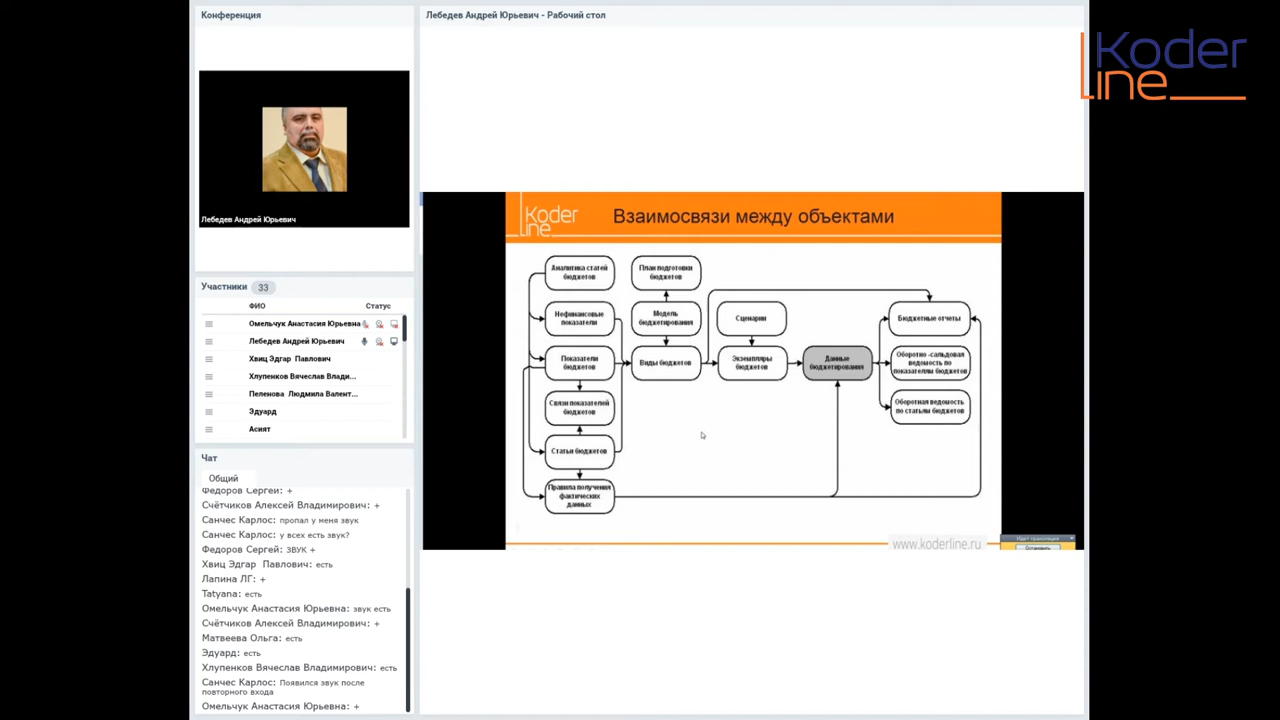 Конференция
Лебедев Андрей Юрьевич
Участники 33
ФИО Статус
Омельчук Анастасия Юрьевна
Лебедев Андрей Юрьевич
Хвиц Эдгар Павлович
Хлупенков Вячеслав Влади...
Пеленова Людмила Валент...
Эдуард
Асият
Чат
Общий
Федоров Сергей: +
Счётчиков Алексей Владимирович: +
Санчес Карлос: пропал у меня звук
Санчес Карлос: у всех есть звук?
Федоров Сергей: ЗВУК +
Хвиц Эдгар Павлович: есть
Лапина ЛГ: +
Tatyana: есть
Омельчук Анастасия Юрьевна: звук есть
Счётчиков Алексей Владимирович: +
Матвеева Ольга: есть
Эдуард: есть
Хлупенков Вячеслав Владимирович: есть
Санчес Карлос: Появился звук после
повторного входа
Омельчук Анастасия Юрьевна: +
Лебедев Андрей Юрьевич - Рабочий стол
Koder
line
Koder
line
Взаимосвязи между объектами
Аналитика статей
бюджетов
План подготовки
бюджетов
Нефинансовые
показатели
Модель
бюджетирования
Сценарии
Бюджетные отчеты
Показатели
бюджетов
Виды бюджетов
Экземпляры
бюджетов
Данные
бюджетирования
Оборотно-сальдовая
ведомость по
показателям бюджетов
Связи показателей
бюджетов
Оборотная ведомость
по статьям бюджетов
Статьи бюджетов
Правила получения
фактических
данных
www.koderline.ru
Идет трансляция
Остановить